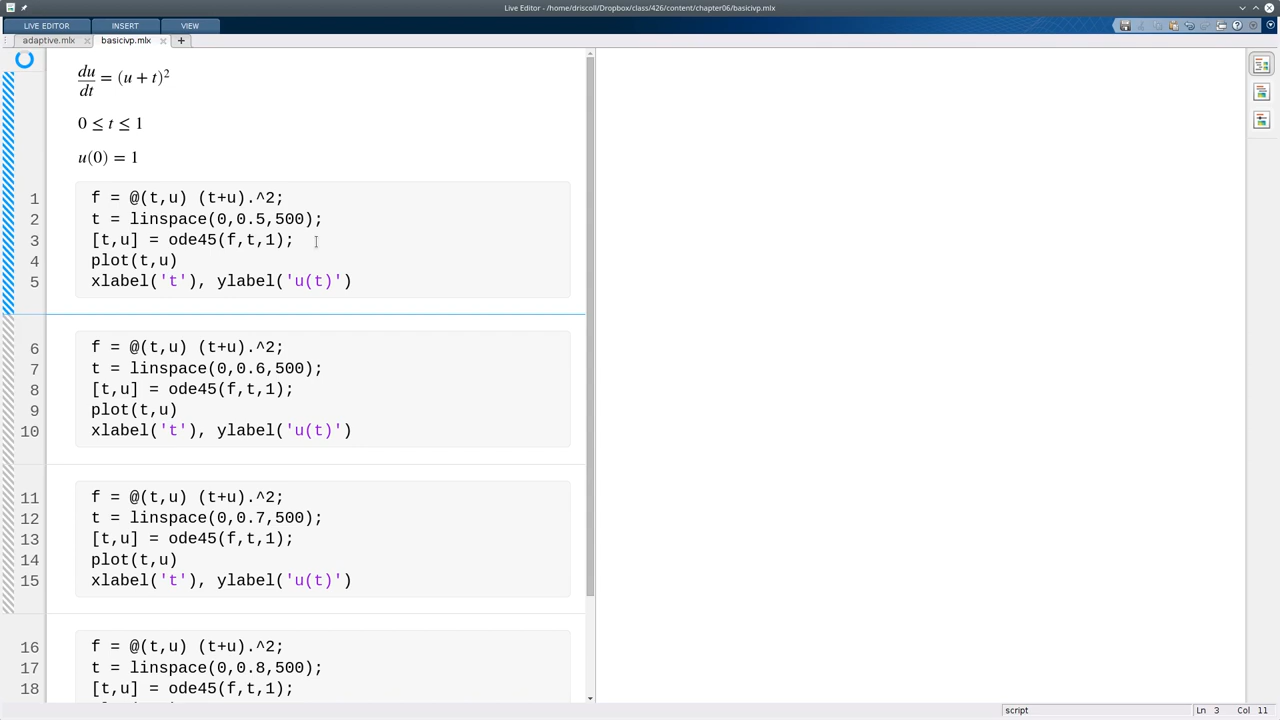 Live Editor - /home/driscoll/Dropbox/class/426/content/chapter06/basicivp.mlx
LIVE EDITOR INSERT VIEW
adaptive.mlx × basicivp.mlx × +
du/dt = (u + t)²
0 ≤ t ≤ 1
u(0) = 1
1 f = @(t,u) (t+u).^2;
2 t = linspace(0,0.5,500);
3 [t,u] = ode45(f,t,1);
4 plot(t,u)
5 xlabel('t'), ylabel('u(t)')
6 f = @(t,u) (t+u).^2;
7 t = linspace(0,0.6,500);
8 [t,u] = ode45(f,t,1);
9 plot(t,u)
10 xlabel('t'), ylabel('u(t)')
11 f = @(t,u) (t+u).^2;
12 t = linspace(0,0.7,500);
13 [t,u] = ode45(f,t,1);
14 plot(t,u)
15 xlabel('t'), ylabel('u(t)')
16 f = @(t,u) (t+u).^2;
17 t = linspace(0,0.8,500);
18 [t,u] = ode45(f,t,1);
script Ln 3 Col 11